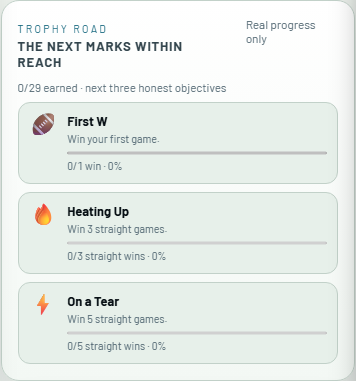 TROPHY ROAD
Real progress
only
THE NEXT MARKS WITHIN
REACH
0/29 earned · next three honest objectives
First W
Win your first game.
0/1 win · 0%
Heating Up
Win 3 straight games.
0/3 straight wins · 0%
On a Tear
Win 5 straight games.
0/5 straight wins · 0%